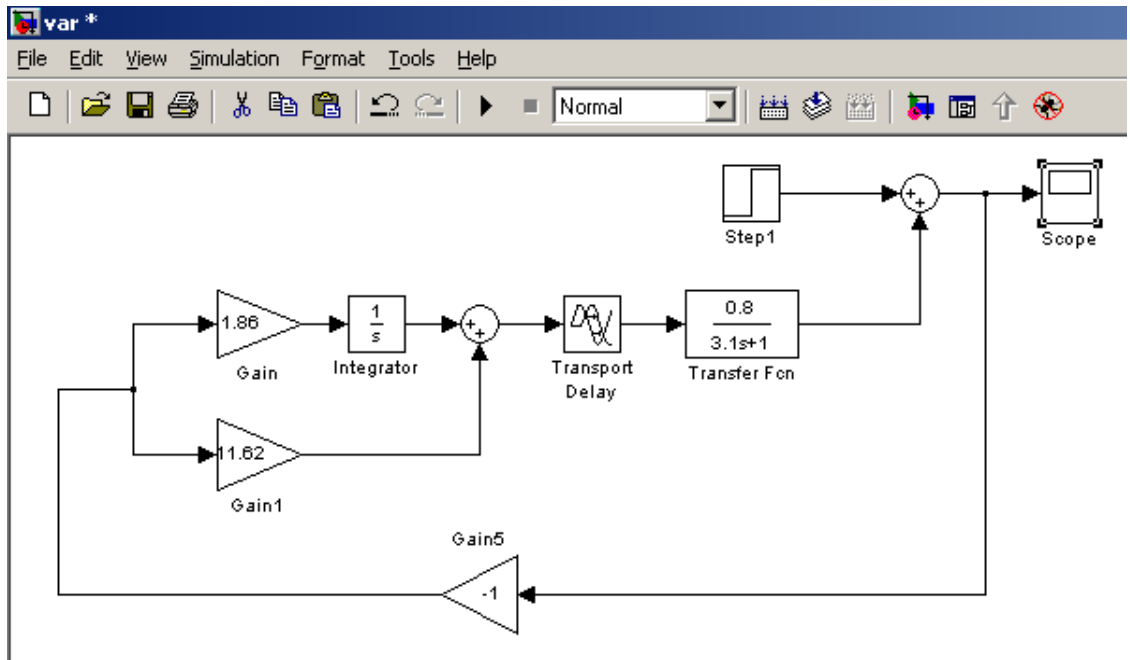 var *
File Edit View Simulation Format Tools Help
Normal
Step1
Scope
1.86
Gain
1
s
Integrator
Transport
Delay
0.8
3.1s+1
Transfer Fcn
11.62
Gain1
Gain5
-1